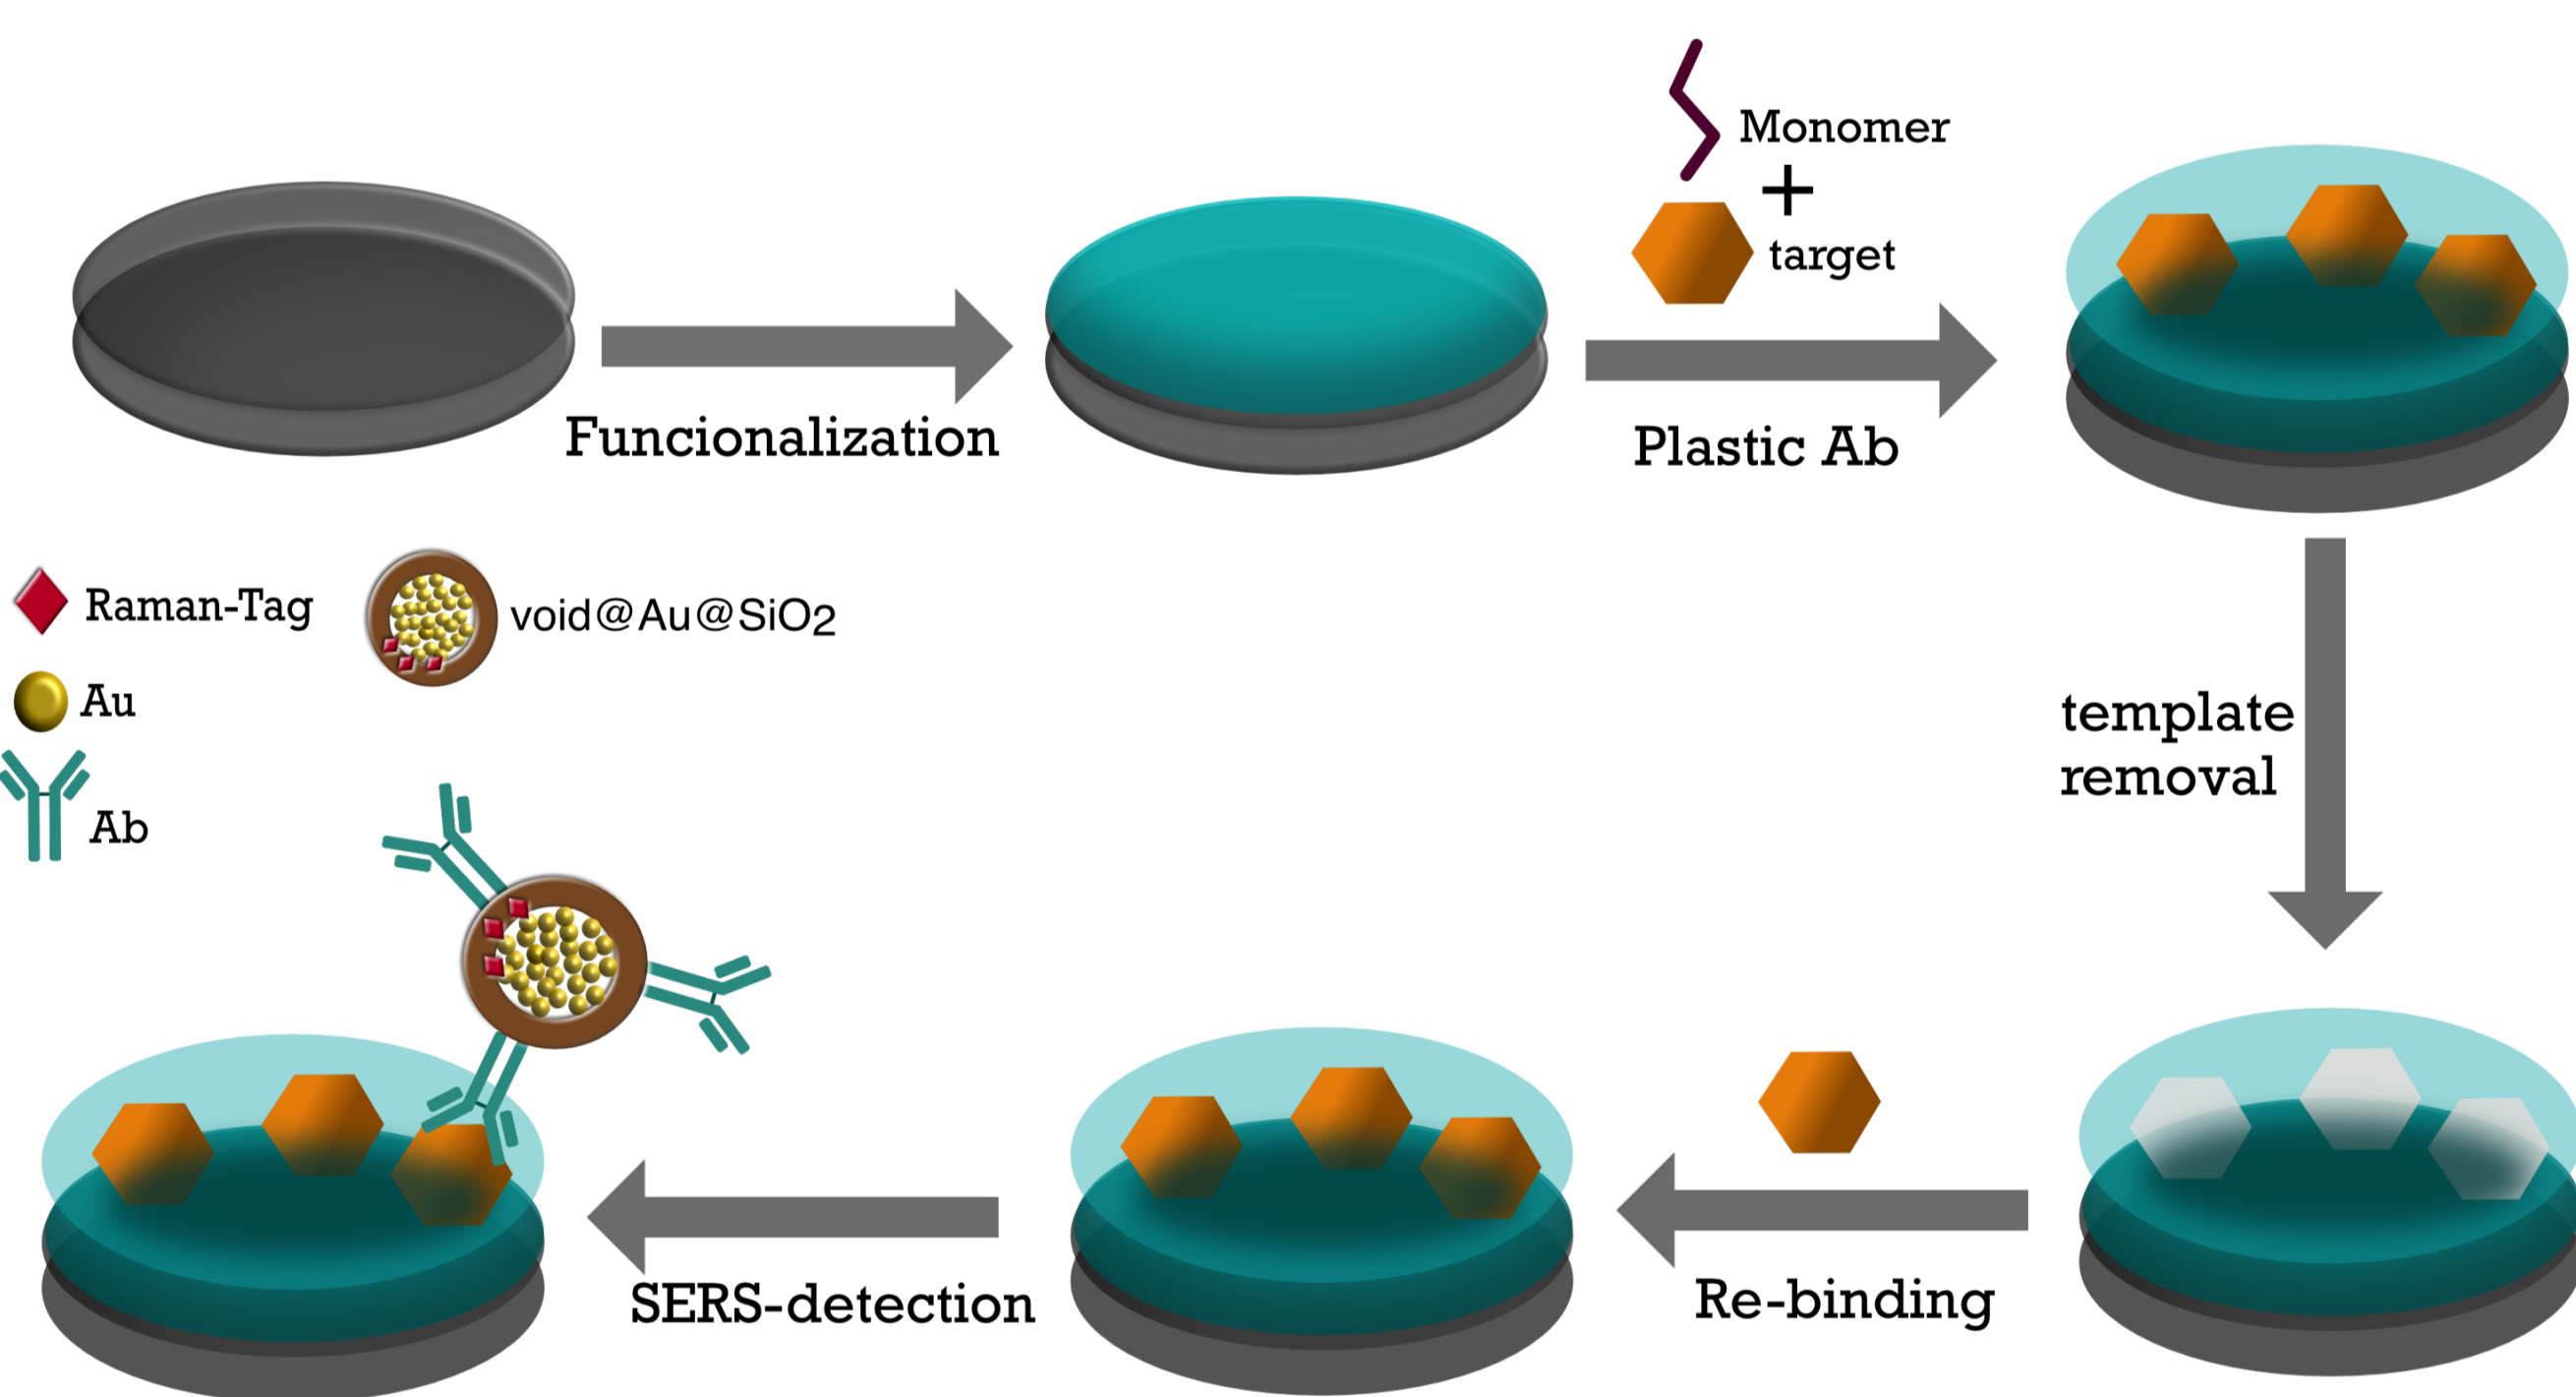 Monomer
+
target
Funcionalization
Plastic Ab
Raman-Tag
void@Au@SiO2
Au
Ab
template
removal
Re-binding
SERS-detection